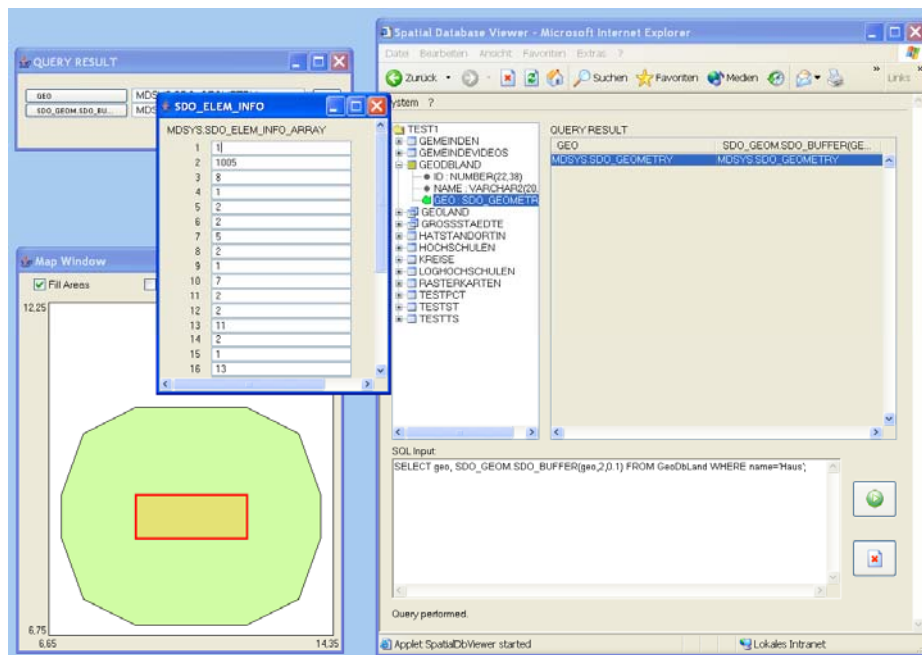 QUERY RESULT
GEO
SDO_GEOM.SDO_BU...
SDO_ELEM_INFO
MDSYS.SDO_ELEM_INFO_ARRAY
1 1
2 1005
3 8
4 1
5 2
6 2
7 5
8 2
9 1
10 7
11 2
12 2
13 11
14 2
15 1
16 13
Map Window
Fill Areas
12,25
6,75
6,65 14,35
Spatial Database Viewer - Microsoft Internet Explorer
Datei Bearbeiten Ansicht Favoriten Extras ?
Zurück Suchen Favoriten Medien » Links »
ystem ?
TEST1
GEMEINDEN
GEMEINDEVIDEOS
GEODBLAND
ID : NUMBER(22,38)
NAME : VARCHAR2(20,
GEO : SDO_GEOMETR
GEOLAND
GROSSSTAEDTE
HATSTANDORTIN
HOCHSCHULEN
KREISE
LOGHOCHSCHULEN
RASTERKARTEN
TESTPCT
TESTST
TESTTS
QUERY RESULT
GEO SDO_GEOM.SDO_BUFFER(GE...
MDSYS.SDO_GEOMETRY MDSYS.SDO_GEOMETRY
SQL Input:
SELECT geo, SDO_GEOM.SDO_BUFFER(geo,2,0.1) FROM GeoDbLand WHERE name='Haus';
Query performed.
Applet SpatialDbViewer started Lokales Intranet